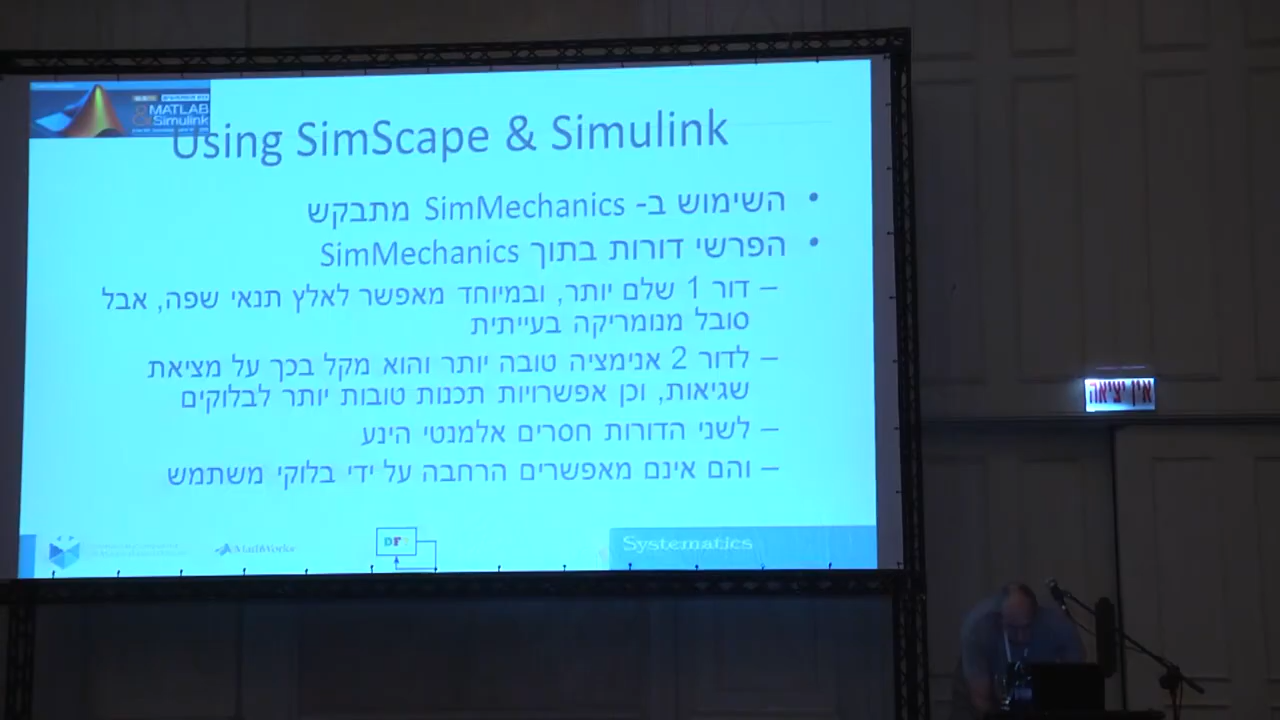 MATLAB
& Simulink
Using SimScape & Simulink
• השימוש ב- SimMechanics מתבקש
• הפרשי דורות בתוך SimMechanics
– דור 1 שלם יותר, ובמיוחד מאפשר לאלץ תנאי שפה, אבל
סובל מנומריקה בעייתית
– לדור 2 אנימציה טובה יותר והוא מקל בכך על מציאת
שגיאות, וכן אפשרויות תכנות טובות יותר לבלוקים
– לשני הדורות חסרים אלמנטי הינע
– והם אינם מאפשרים הרחבה על ידי בלוקי משתמש
MathWorks
Systematics
אין יציאה